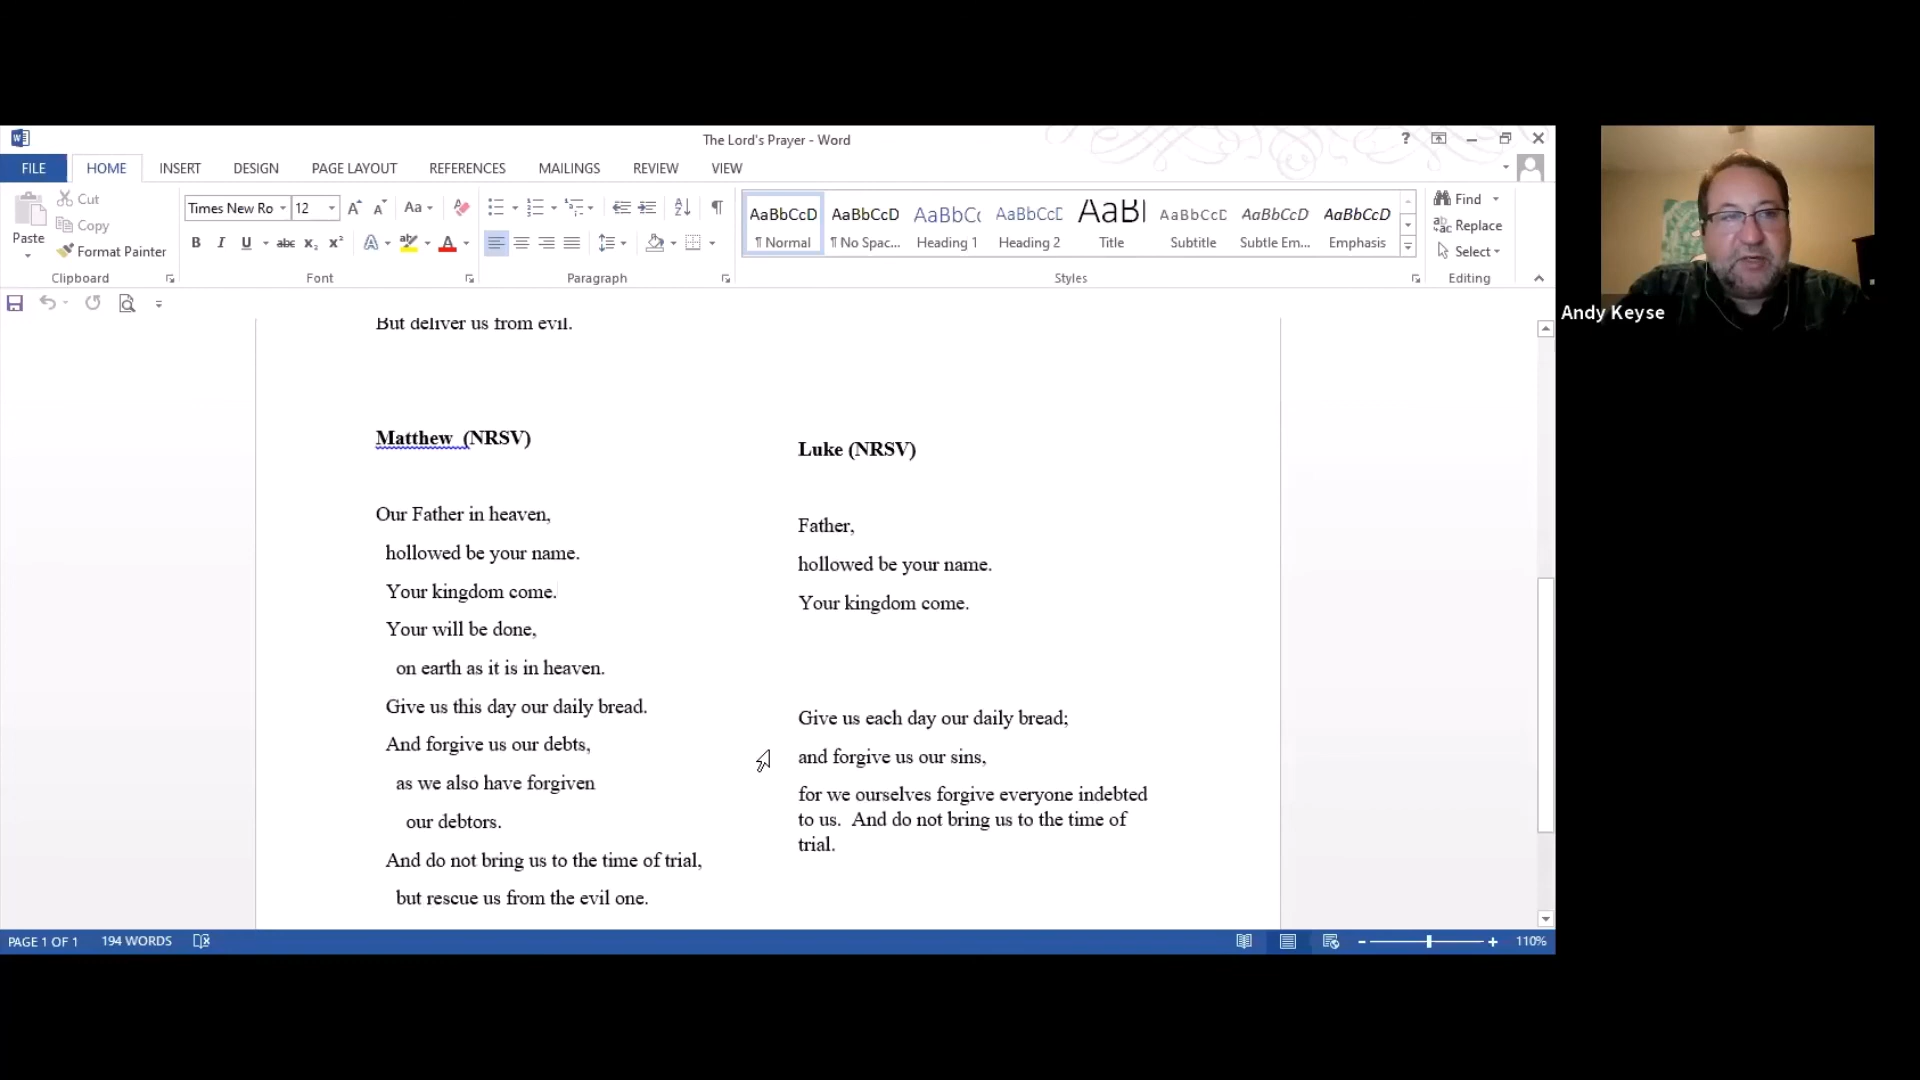 The Lord's Prayer - Word
?
FILE HOME INSERT DESIGN PAGE LAYOUT REFERENCES MAILINGS REVIEW VIEW
Paste
Cut
Copy
Format Painter
Clipboard
Times New Ro 12
Font
Paragraph
AaBbCcD AaBbCcD AaBbC AaBbCcD AaB AaBbCcD AaBbCcD AaBbCcD
¶ Normal ¶ No Spac... Heading 1 Heading 2 Title Subtitle Subtle Em... Emphasis
Styles
Find
Replace
Select
Editing
Andy Keyse
But deliver us from evil.
Matthew (NRSV)
Our Father in heaven,
hollowed be your name.
Your kingdom come.
Your will be done,
on earth as it is in heaven.
Give us this day our daily bread.
And forgive us our debts,
as we also have forgiven
our debtors.
And do not bring us to the time of trial,
but rescue us from the evil one.
Luke (NRSV)
Father,
hollowed be your name.
Your kingdom come.
Give us each day our daily bread;
and forgive us our sins,
for we ourselves forgive everyone indebted
to us. And do not bring us to the time of
trial.
PAGE 1 OF 1 194 WORDS
110%